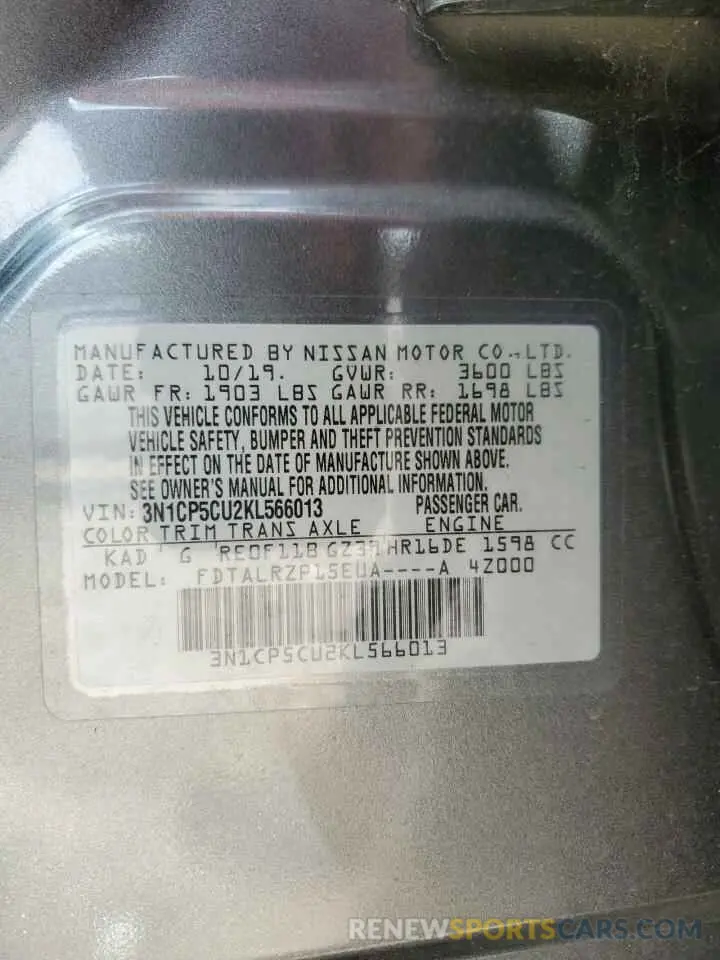 MANUFACTURED BY NISSAN MOTOR CO.,LTD.
DATE: 10/19. GVWR: 3600 LBS
GAWR FR: 1903 LBS GAWR RR: 1698 LBS
THIS VEHICLE CONFORMS TO ALL APPLICABLE FEDERAL MOTOR
VEHICLE SAFETY, BUMPER AND THEFT PREVENTION STANDARDS
IN EFFECT ON THE DATE OF MANUFACTURE SHOWN ABOVE.
SEE OWNER'S MANUAL FOR ADDITIONAL INFORMATION.
VIN: 3N1CP5CU2KL566013 PASSENGER CAR.
COLOR TRIM TRANS AXLE ENGINE
KAD G RE0F11B GZ39 HR16DE 1598 CC
MODEL: FDTALRZP15EUA----A 4Z000
3N1CP5CU2KL566013
RENEWSPORTSCARS.COM